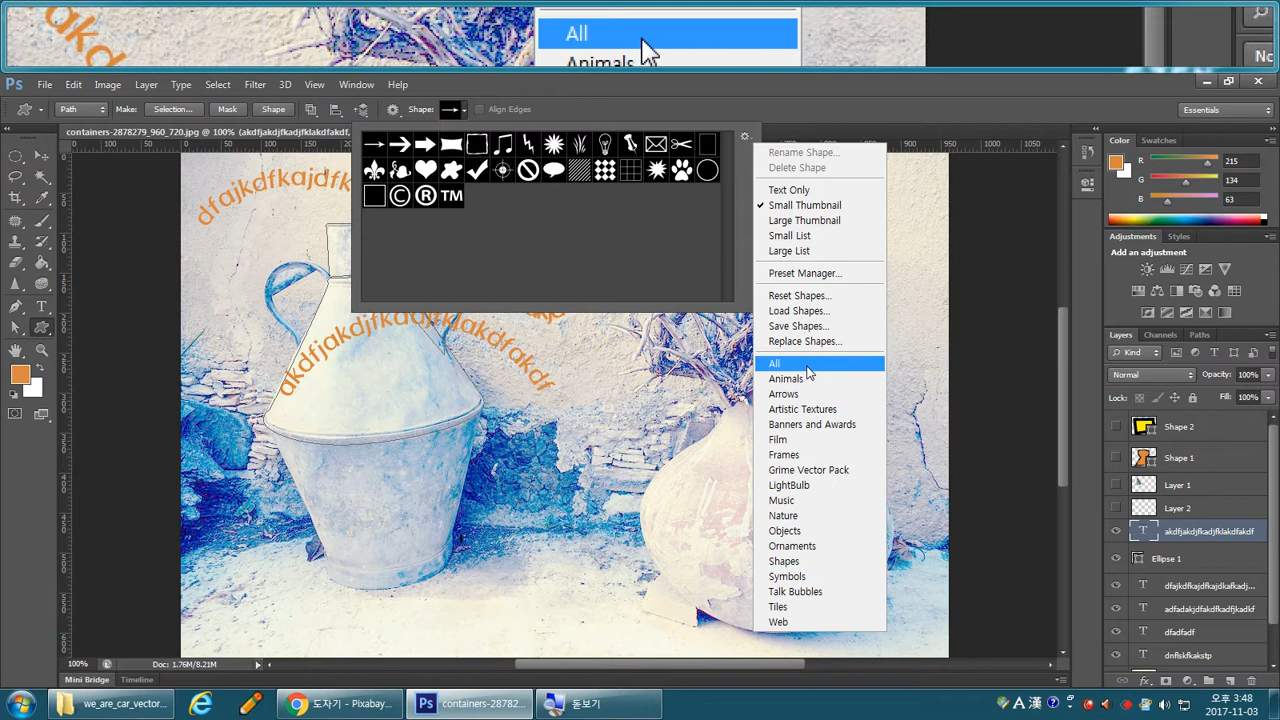 akd
All
Animals
Nc
Ps File Edit Image Layer Type Select Filter 3D View Window Help
Path Make: Selection... Mask Shape Shape: Align Edges Essentials
containers-2878279_960_720.jpg @ 100% (akdfjakdjfkadjfklakdfakdf,
dfajkdfkajdfk
akdfjakdjfkadjfklakdfakdf
TM
Rename Shape...
Delete Shape
Text Only
Small Thumbnail
Large Thumbnail
Small List
Large List
Preset Manager...
Reset Shapes...
Load Shapes...
Save Shapes...
Replace Shapes...
All
Animals
Arrows
Artistic Textures
Banners and Awards
Film
Frames
Grime Vector Pack
LightBulb
Music
Nature
Objects
Ornaments
Shapes
Symbols
Talk Bubbles
Tiles
Web
Color Swatches
R 215
G 134
B 63
Adjustments Styles
Layers Channels Paths
Kind
Normal Opacity: 100%
Lock: Fill: 100%
Shape 2
Shape 1
Layer 1
Layer 2
akdfjakdjfkadjfklakdfakdf
Ellipse 1
dfajkdfkajdfkajdkafkadj...
adfadakjdfakdfkadjfkadkf
dfadfadf
dnflskfkakstp
100% Doc: 1.76M/8.21M
Mini Bridge Timeline
we_are_car_vector... 도자기 - Pixabay... Ps containers-28782... 돋보기
A 漢 오후 3:48
2017-11-03